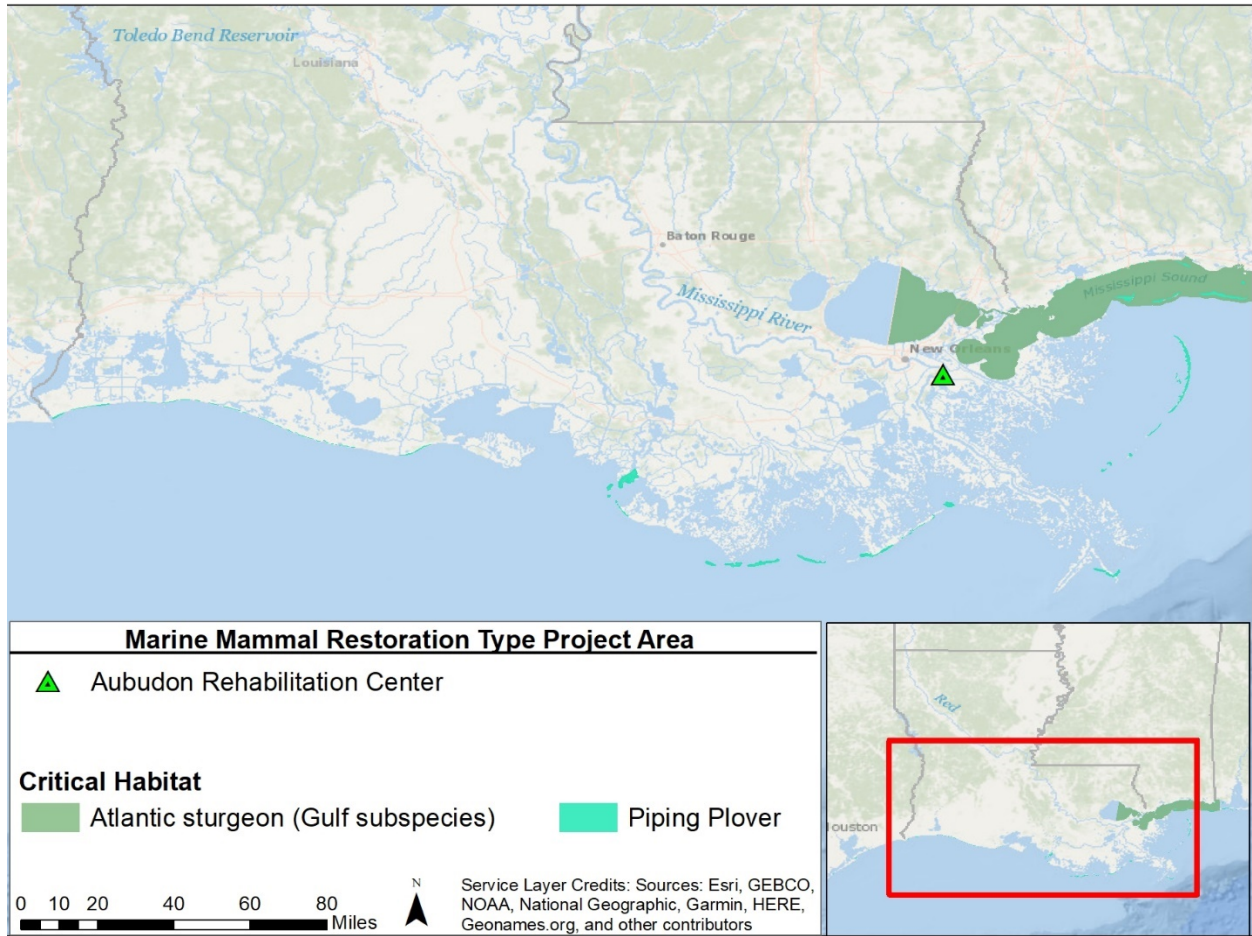 Toledo Bend Reservoir
Louisiana
Baton Rouge
Mississippi River
New Orleans
Mississippi Sound
Marine Mammal Restoration Type Project Area
Aubudon Rehabilitation Center
Critical Habitat
Atlantic sturgeon (Gulf subspecies)
Piping Plover
0 5 10 20 40 60 80
Miles
N
Service Layer Credits: Sources: Esri, GEBCO,
NOAA, National Geographic, Garmin, HERE,
Geonames.org, and other contributors
Red
ouston